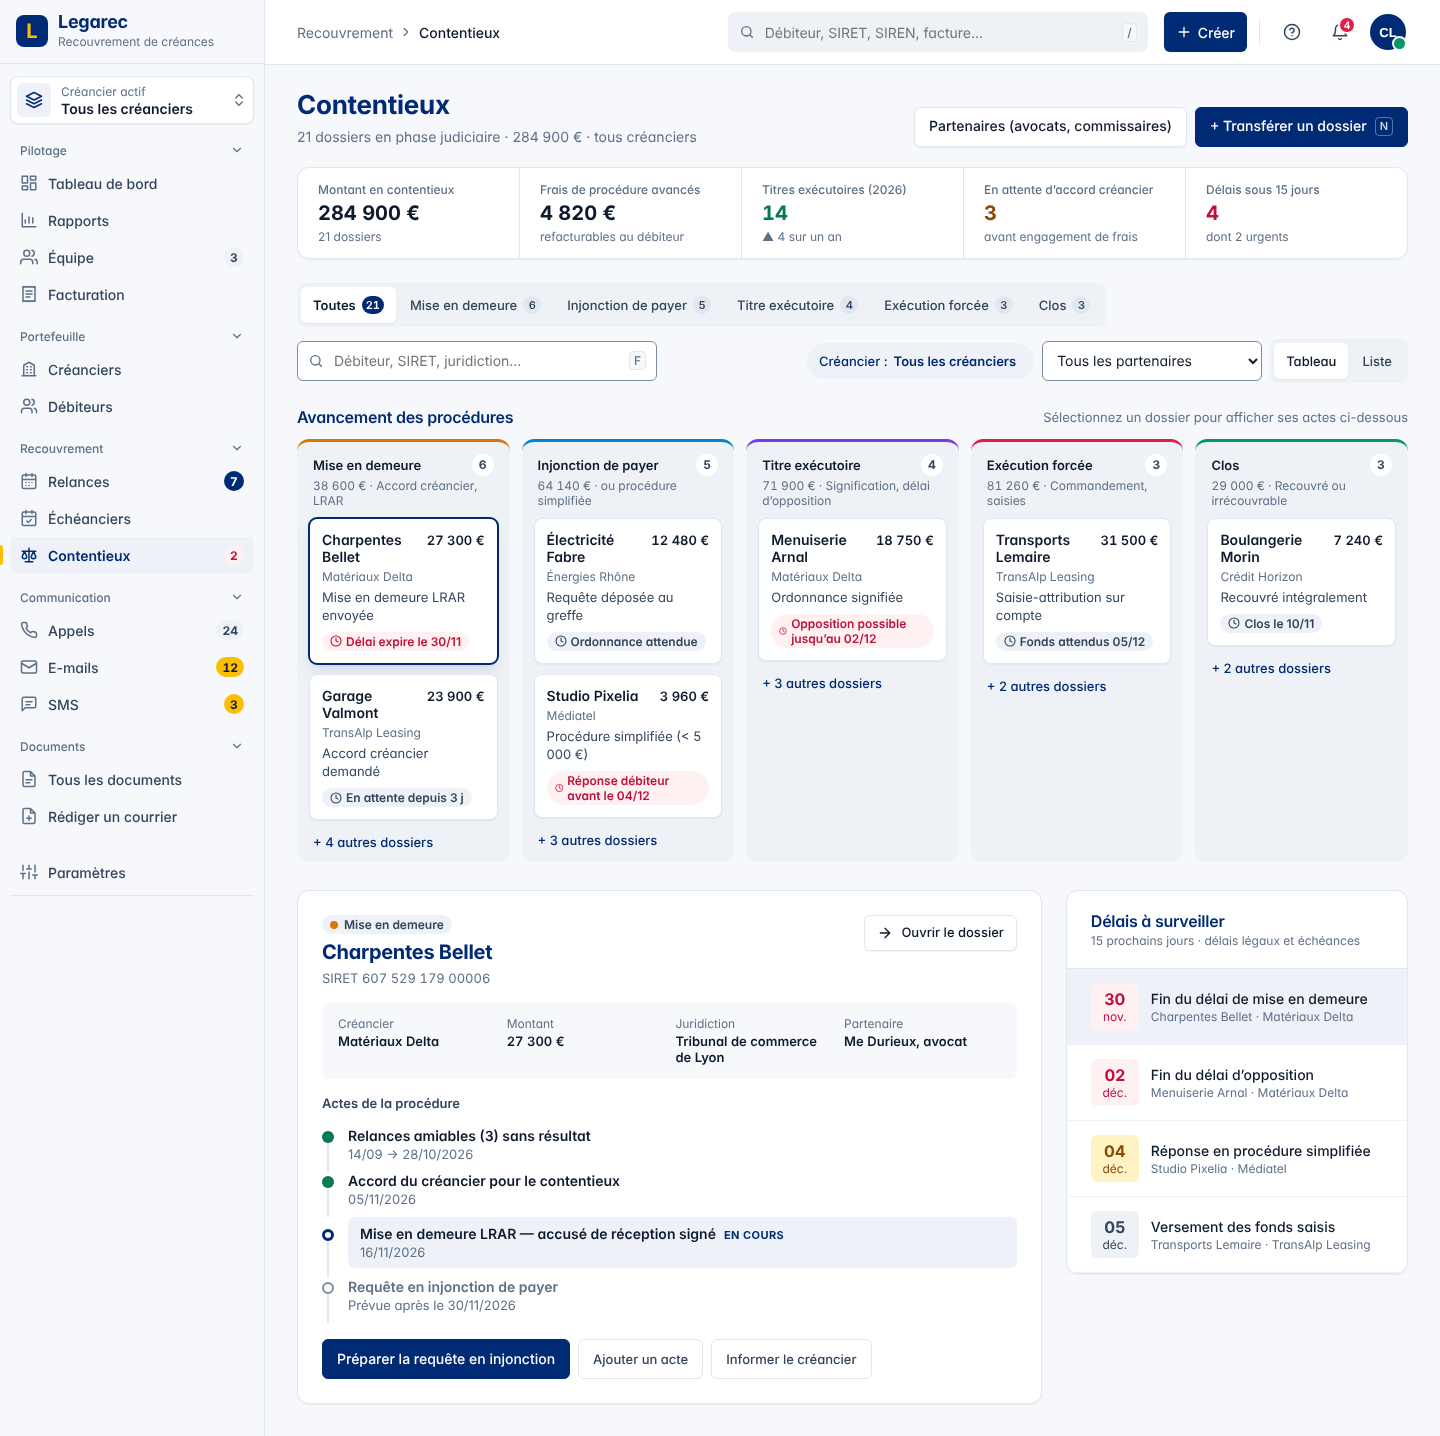 L
Legarec
Recouvrement de créances
Créancier actif
Tous les créanciers
Pilotage
Tableau de bord
Rapports
Équipe 3
Facturation
Portefeuille
Créanciers
Débiteurs
Recouvrement
Relances 7
Échéanciers
Contentieux 2
Communication
Appels 24
E-mails 12
SMS 3
Documents
Tous les documents
Rédiger un courrier
Paramètres
Recouvrement > Contentieux
Débiteur, SIRET, SIREN, facture... /
+ Créer
4
CL
Contentieux
21 dossiers en phase judiciaire · 284 900 € · tous créanciers
Partenaires (avocats, commissaires)
+ Transférer un dossier N
Montant en contentieux
284 900 €
21 dossiers
Frais de procédure avancés
4 820 €
refacturables au débiteur
Titres exécutoires (2026)
14
▲ 4 sur un an
En attente d’accord créancier
3
avant engagement de frais
Délais sous 15 jours
4
dont 2 urgents
Toutes 21
Mise en demeure 6
Injonction de payer 5
Titre exécutoire 4
Exécution forcée 3
Clos 3
Débiteur, SIRET, juridiction... F
Créancier : Tous les créanciers
Tous les partenaires
Tableau
Liste
Avancement des procédures
Sélectionnez un dossier pour afficher ses actes ci-dessous
Mise en demeure 6
38 600 € · Accord créancier,
LRAR
Charpentes 27 300 €
Bellet
Matériaux Delta
Mise en demeure LRAR
envoyée
Délai expire le 30/11
Garage 23 900 €
Valmont
TransAlp Leasing
Accord créancier
demandé
En attente depuis 3 j
+ 4 autres dossiers
Injonction de payer 5
64 140 € · ou procédure
simplifiée
Électricité 12 480 €
Fabre
Énergies Rhône
Requête déposée au
greffe
Ordonnance attendue
Studio Pixelia 3 960 €
Médiatel
Procédure simplifiée (< 5
000 €)
Réponse débiteur
avant le 04/12
+ 3 autres dossiers
Titre exécutoire 4
71 900 € · Signification, délai
d’opposition
Menuiserie 18 750 €
Arnal
Matériaux Delta
Ordonnance signifiée
Opposition possible
jusqu’au 02/12
+ 3 autres dossiers
Exécution forcée 3
81 260 € · Commandement,
saisies
Transports 31 500 €
Lemaire
TransAlp Leasing
Saisie-attribution sur
compte
Fonds attendus 05/12
+ 2 autres dossiers
Clos 3
29 000 € · Recouvré ou
irrécouvrable
Boulangerie 7 240 €
Morin
Crédit Horizon
Recouvré intégralement
Clos le 10/11
+ 2 autres dossiers
Mise en demeure
Charpentes Bellet
SIRET 607 529 179 00006
→ Ouvrir le dossier
Créancier
Matériaux Delta
Montant
27 300 €
Juridiction
Tribunal de commerce
de Lyon
Partenaire
Me Durieux, avocat
Actes de la procédure
Relances amiables (3) sans résultat
14/09 → 28/10/2026
Accord du créancier pour le contentieux
05/11/2026
Mise en demeure LRAR — accusé de réception signé EN COURS
16/11/2026
Requête en injonction de payer
Prévue après le 30/11/2026
Préparer la requête en injonction
Ajouter un acte
Informer le créancier
Délais à surveiller
15 prochains jours · délais légaux et échéances
30
nov.
Fin du délai de mise en demeure
Charpentes Bellet · Matériaux Delta
02
déc.
Fin du délai d’opposition
Menuiserie Arnal · Matériaux Delta
04
déc.
Réponse en procédure simplifiée
Studio Pixelia · Médiatel
05
déc.
Versement des fonds saisis
Transports Lemaire · TransAlp Leasing